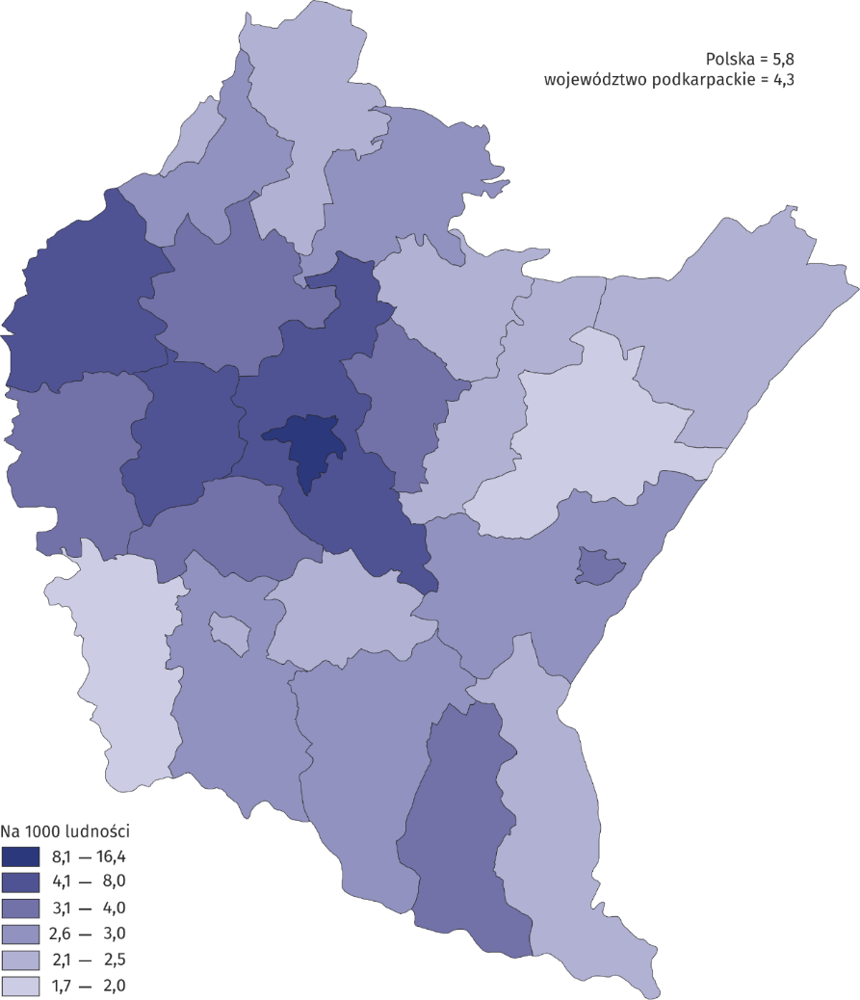 Polska = 5,8
województwo podkarpackie = 4,3
Na 1000 ludności
8,1 — 16,4
4,1 — 8,0
3,1 — 4,0
2,6 — 3,0
2,1 — 2,5
1,7 — 2,0